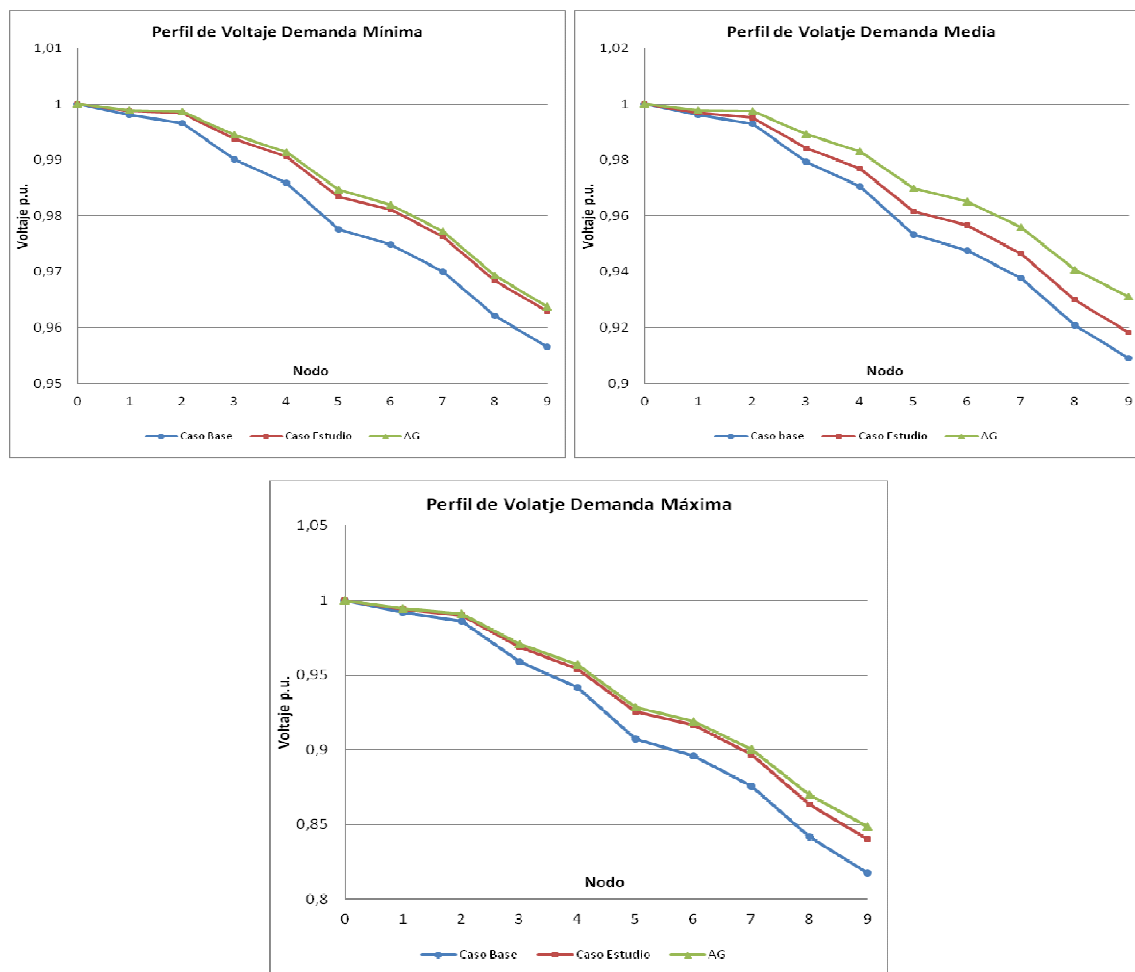 Perfil de Voltaje Demanda Mínima
1,01
1
0,99
0,98
0,97
0,96
0,95
Voltaje p.u.
Nodo
0 1 2 3 4 5 6 7 8 9
Caso Base Caso Estudio AG
Perfil de Volatje Demanda Media
1,02
1
0,98
0,96
0,94
0,92
0,9
Voltaje p.u.
Nodo
0 1 2 3 4 5 6 7 8 9
Caso base Caso Estudio AG
Perfil de Volatje Demanda Máxima
1,05
1
0,95
0,9
0,85
0,8
Voltaje p.u.
Nodo
0 1 2 3 4 5 6 7 8 9
Caso Base Caso Estudio AG